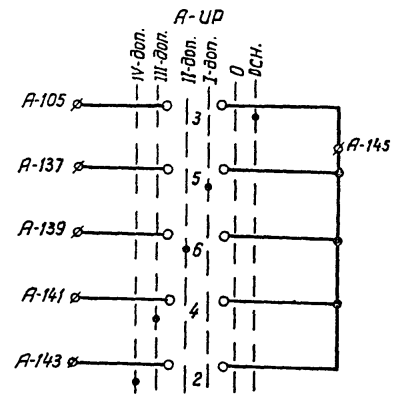 А-ИР
IV-доп.
III-доп.
II-доп.
I-доп.
0
Осн.
А-105
3
А-145
А-137
5
А-139
6
А-141
4
А-143
2